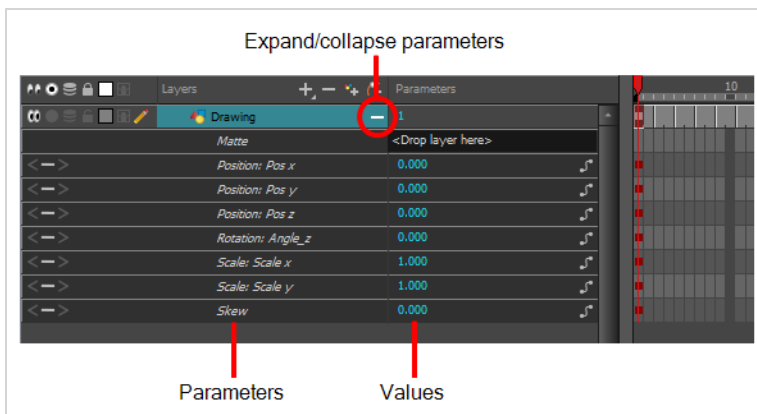 Expand/collapse parameters
Layers Parameters 10
Drawing 1
Matte <Drop layer here>
Position: Pos x 0.000
Position: Pos y 0.000
Position: Pos z 0.000
Rotation: Angle_z 0.000
Scale: Scale x 1.000
Scale: Scale y 1.000
Skew 0.000
Parameters Values